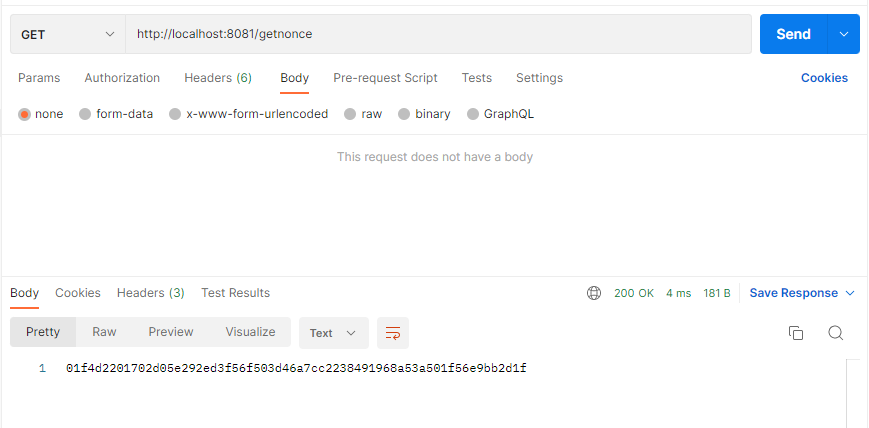 GET http://localhost:8081/getnonce Send
Params Authorization Headers (6) Body Pre-request Script Tests Settings Cookies
none form-data x-www-form-urlencoded raw binary GraphQL
This request does not have a body
Body Cookies Headers (3) Test Results 200 OK 4 ms 181 B Save Response
Pretty Raw Preview Visualize Text
1 01f4d2201702d05e292ed3f56f503d46a7cc2238491968a53a501f56e9bb2d1f